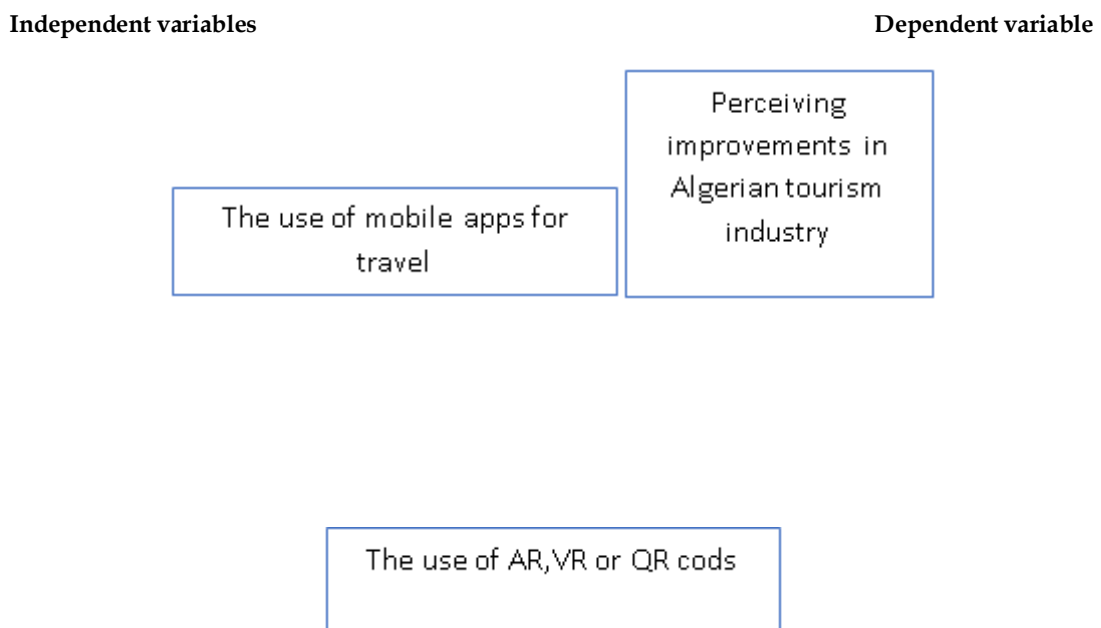 Independent variables
Dependent variable
The use of mobile apps for
travel
Perceiving
improvements in
Algerian tourism
industry
The use of AR,VR or QR cods